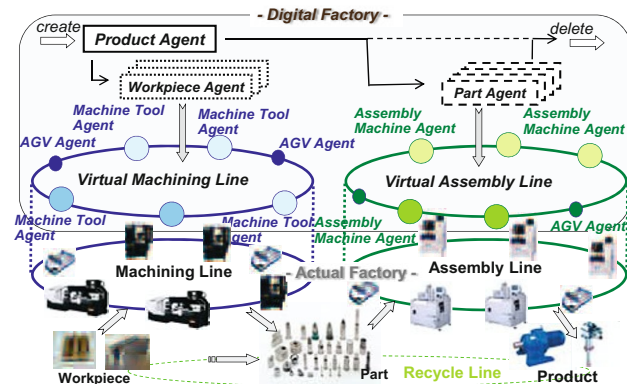 - Digital Factory -
create
Product Agent
delete
Workpiece Agent
Part Agent
Machine Tool
Agent
Machine Tool
Agent
Assembly
Machine Agent
Assembly
Machine Agent
AGV Agent
AGV Agent
Virtual Machining Line
Virtual Assembly Line
Machine Tool
Agent
Machine Tool
Agent
Assembly
Machine Agent
AGV Agent
Machining Line
Assembly Line
- Actual Factory -
Workpiece
Part
Recycle Line
Product